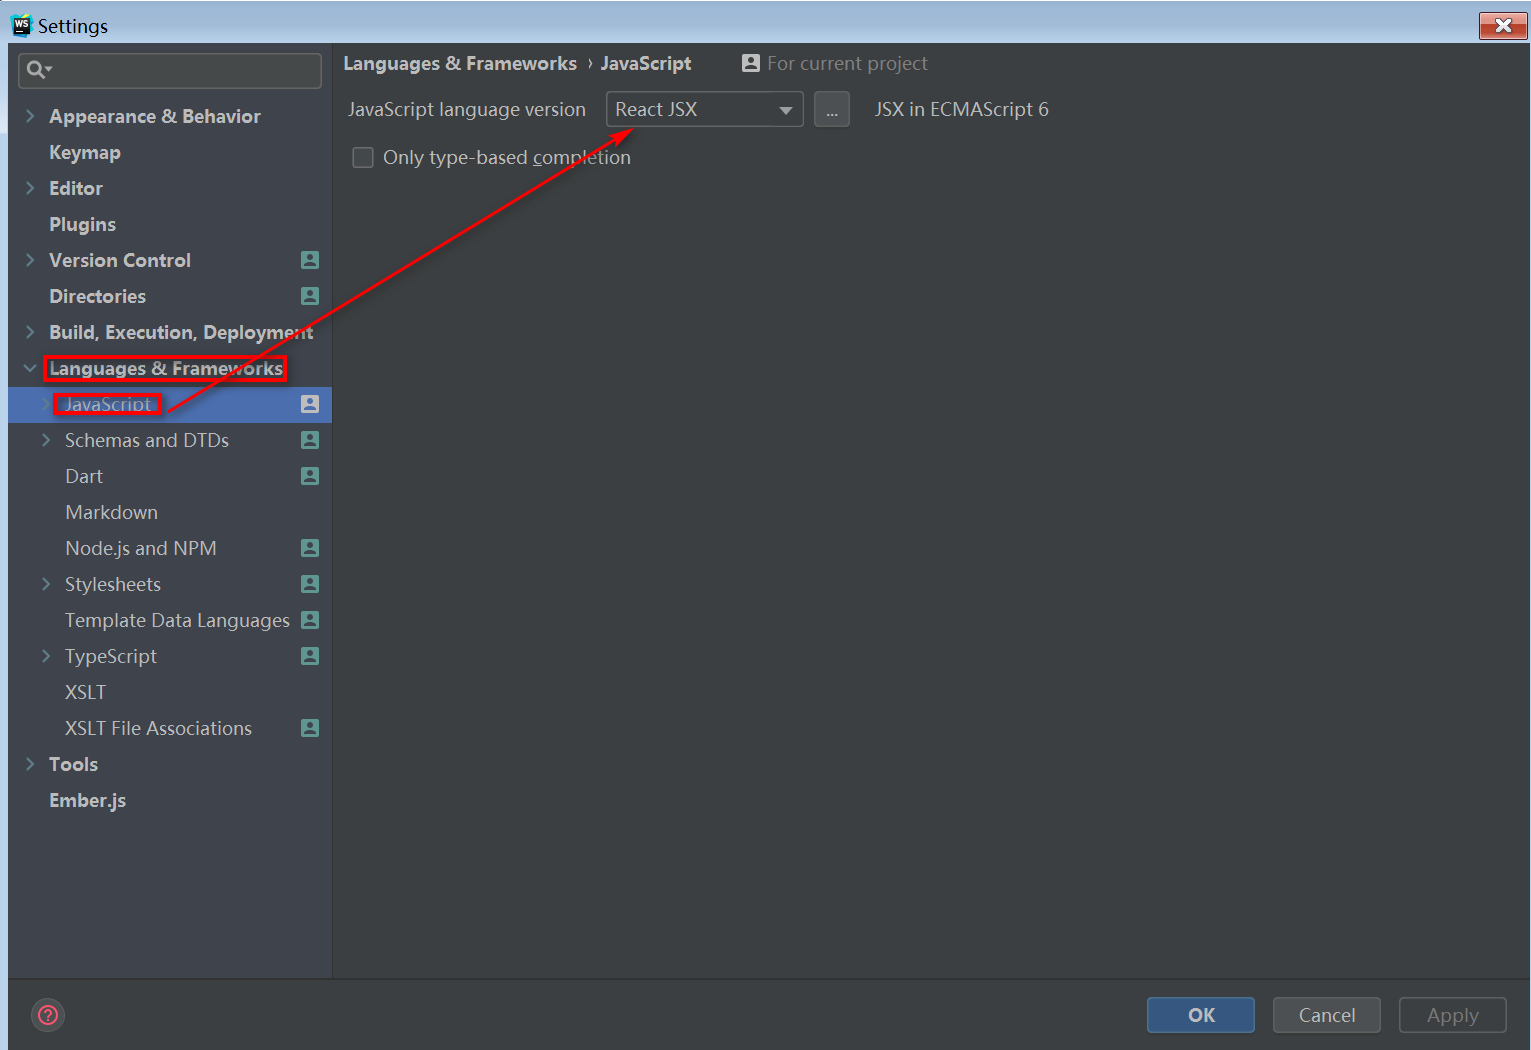 WS Settings
Languages & Frameworks › JavaScript For current project
JavaScript language version React JSX ... JSX in ECMAScript 6
Only type-based completion
Appearance & Behavior
Keymap
Editor
Plugins
Version Control
Directories
Build, Execution, Deployment
Languages & Frameworks
JavaScript
Schemas and DTDs
Dart
Markdown
Node.js and NPM
Stylesheets
Template Data Languages
TypeScript
XSLT
XSLT File Associations
Tools
Ember.js
? OK Cancel Apply